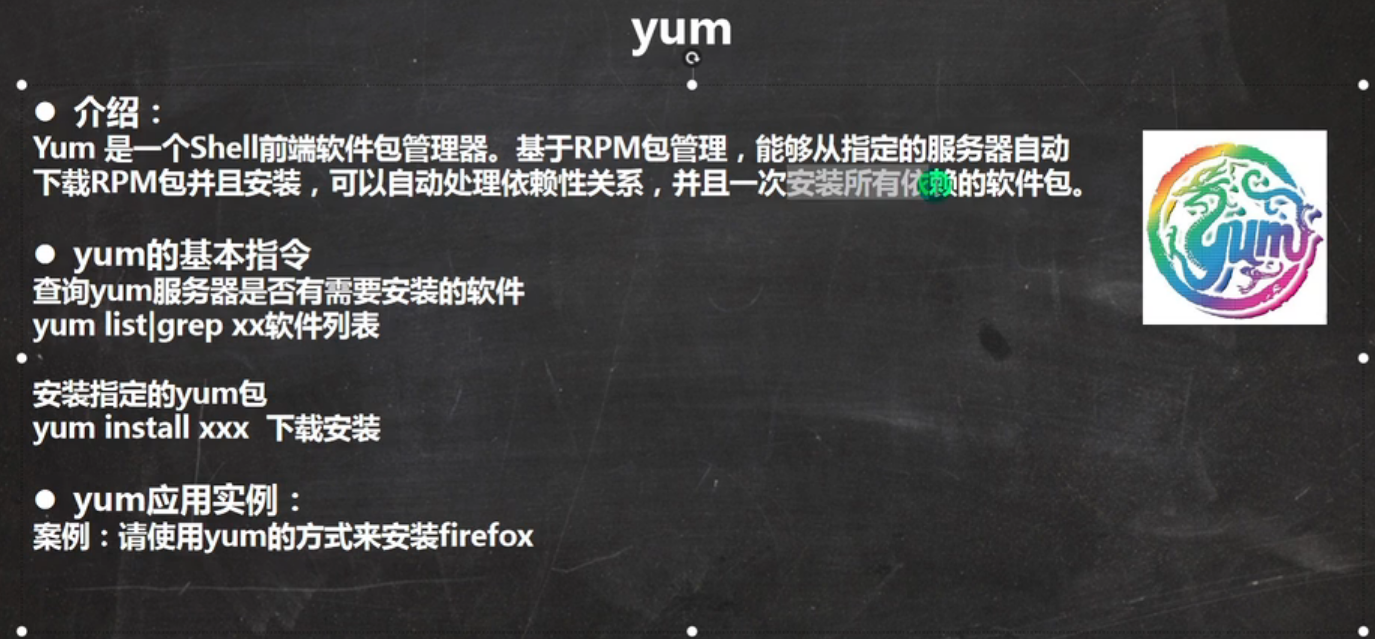 yum
● 介绍：
Yum 是一个Shell前端软件包管理器。基于RPM包管理，能够从指定的服务器自动
下载RPM包并且安装，可以自动处理依赖性关系，并且一次安装所有依赖的软件包。
● yum的基本指令
查询yum服务器是否有需要安装的软件
yum list|grep xx软件列表
安装指定的yum包
yum install xxx 下载安装
● yum应用实例：
案例：请使用yum的方式来安装firefox
yum